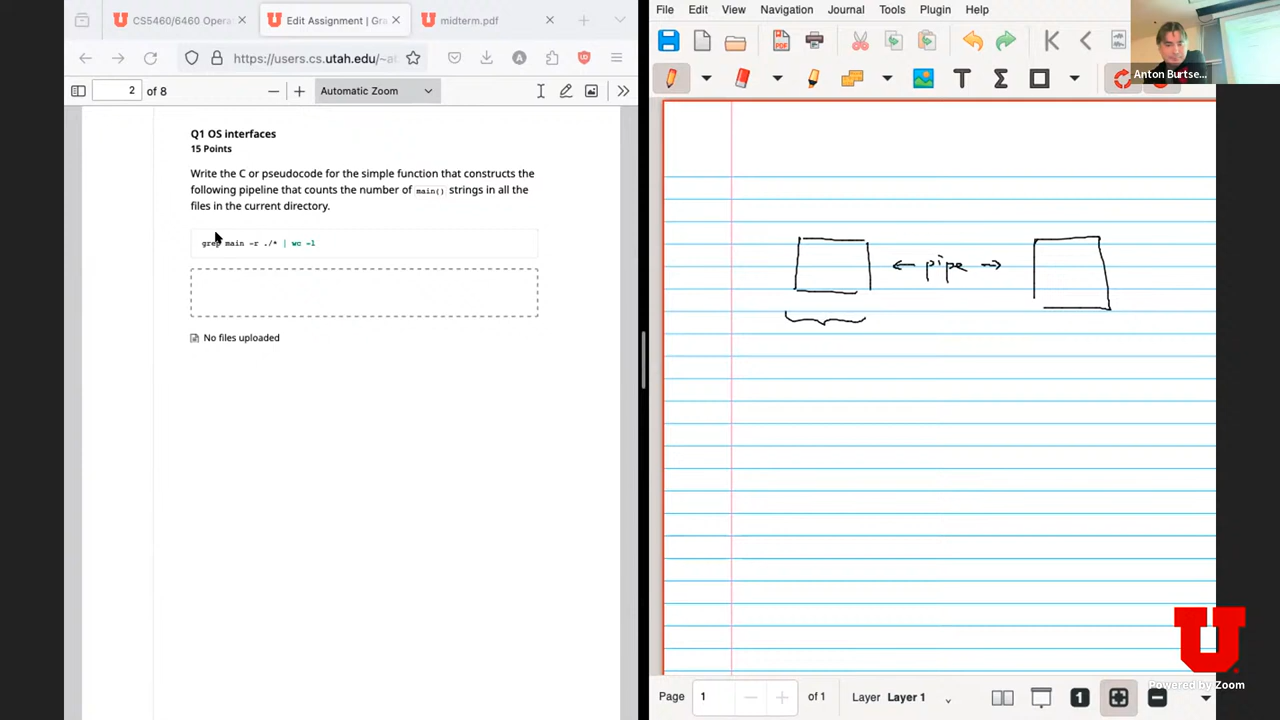 CS5460/6460 Opera
Edit Assignment | Gra
midterm.pdf
https://users.cs.utah.edu/~a
2 of 8
Automatic Zoom
Q1 OS interfaces
15 Points
Write the C or pseudocode for the simple function that constructs the
following pipeline that counts the number of main() strings in all the
files in the current directory.
grep main -r ./* | wc -l
No files uploaded
File Edit View Navigation Journal Tools Plugin Help
Anton Burtse...
← pipe →
Page 1 of 1 Layer Layer 1
1
U
Powered by Zoom